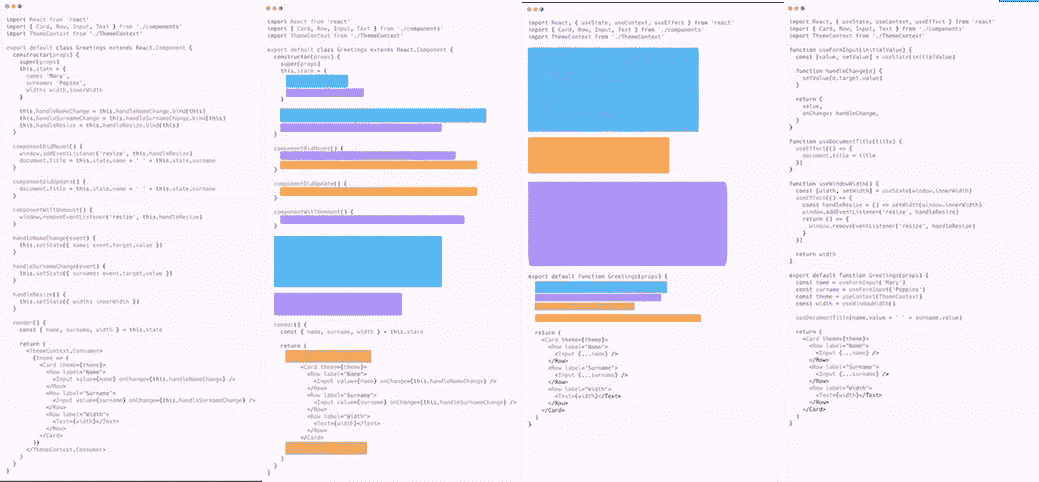 import React from 'react'
import { Card, Row, Input, Text } from './components'
import ThemeContext from './ThemeContext'
export default class Greetings extends React.Component {
constructor(props) {
super(props)
this.state = {
name: 'Mary',
surname: 'Poppins',
width: window.innerWidth
}
this.handleNameChange = this.handleNameChange.bind(this)
this.handleSurnameChange = this.handleSurnameChange.bind(this)
this.handleResize = this.handleResize.bind(this)
}
componentDidMount() {
window.addEventListener('resize', this.handleResize)
document.title = this.state.name + ' ' + this.state.surname
}
componentDidUpdate() {
document.title = this.state.name + ' ' + this.state.surname
}
componentWillUnmount() {
window.removeEventListener('resize', this.handleResize)
}
handleNameChange(event) {
this.setState({ name: event.target.value })
}
handleSurnameChange(event) {
this.setState({ surname: event.target.value })
}
handleResize() {
this.setState({ width: innerWidth })
}
render() {
const { name, surname, width } = this.state
return (
<ThemeContext.Consumer>
{theme => (
<Card theme={theme}>
<Row label="Name">
<Input value={name} onChange={this.handleNameChange} />
</Row>
<Row label="Surname">
<Input value={surname} onChange={this.handleSurnameChange} />
</Row>
<Row label="Width">
<Text>{width}</Text>
</Row>
</Card>
)}
</ThemeContext.Consumer>
)
}
}
import React from 'react'
import { Card, Row, Input, Text } from './components'
import ThemeContext from './ThemeContext'
export default class Greetings extends React.Component {
constructor(props) {
super(props)
this.state = {
}
componentDidMount() {
}
componentDidUpdate() {
}
componentWillUnmount() {
}
render() {
const { name, surname, width } = this.state
return (
<Card theme={theme}>
<Row label="Name">
<Input value={name} onChange={this.handleNameChange} />
</Row>
<Row label="Surname">
<Input value={surname} onChange={this.handleSurnameChange} />
</Row>
<Row label="Width">
<Text>{width}</Text>
</Row>
</Card>
)
}
}
import React, { useState, useContext, useEffect } from 'react'
import { Card, Row, Input, Text } from './components'
import ThemeContext from './ThemeContext'
export default function Greetings(props) {
return (
<Card theme={theme}>
<Row label="Name">
<Input {...name} />
</Row>
<Row label="Surname">
<Input {...surname} />
</Row>
<Row label="Width">
<Text>{width}</Text>
</Row>
</Card>
)
}
import React, { useState, useContext, useEffect } from 'react'
import { Card, Row, Input, Text } from './components'
import ThemeContext from './ThemeContext'
function useFormInput(initialValue) {
const [value, setValue] = useState(initialValue)
function handleChange(e) {
setValue(e.target.value)
}
return {
value,
onChange: handleChange,
}
}
function useDocumentTitle(title) {
useEffect(() => {
document.title = title
})
}
function useWindowWidth() {
const [width, setWidth] = useState(window.innerWidth)
useEffect(() => {
const handleResize = () => setWidth(window.innerWidth)
window.addEventListener('resize', handleResize)
return () => {
window.removeEventListener('resize', handleResize)
}
})
return width
}
export default function Greetings(props) {
const name = useFormInput('Mary')
const surname = useFormInput('Poppins')
const theme = useContext(ThemeContext)
const width = useWindowWidth()
useDocumentTitle(name.value + ' ' + surname.value)
return (
<Card theme={theme}>
<Row label="Name">
<Input {...name} />
</Row>
<Row label="Surname">
<Input {...surname} />
</Row>
<Row label="Width">
<Text>{width}</Text>
</Row>
</Card>
)
}